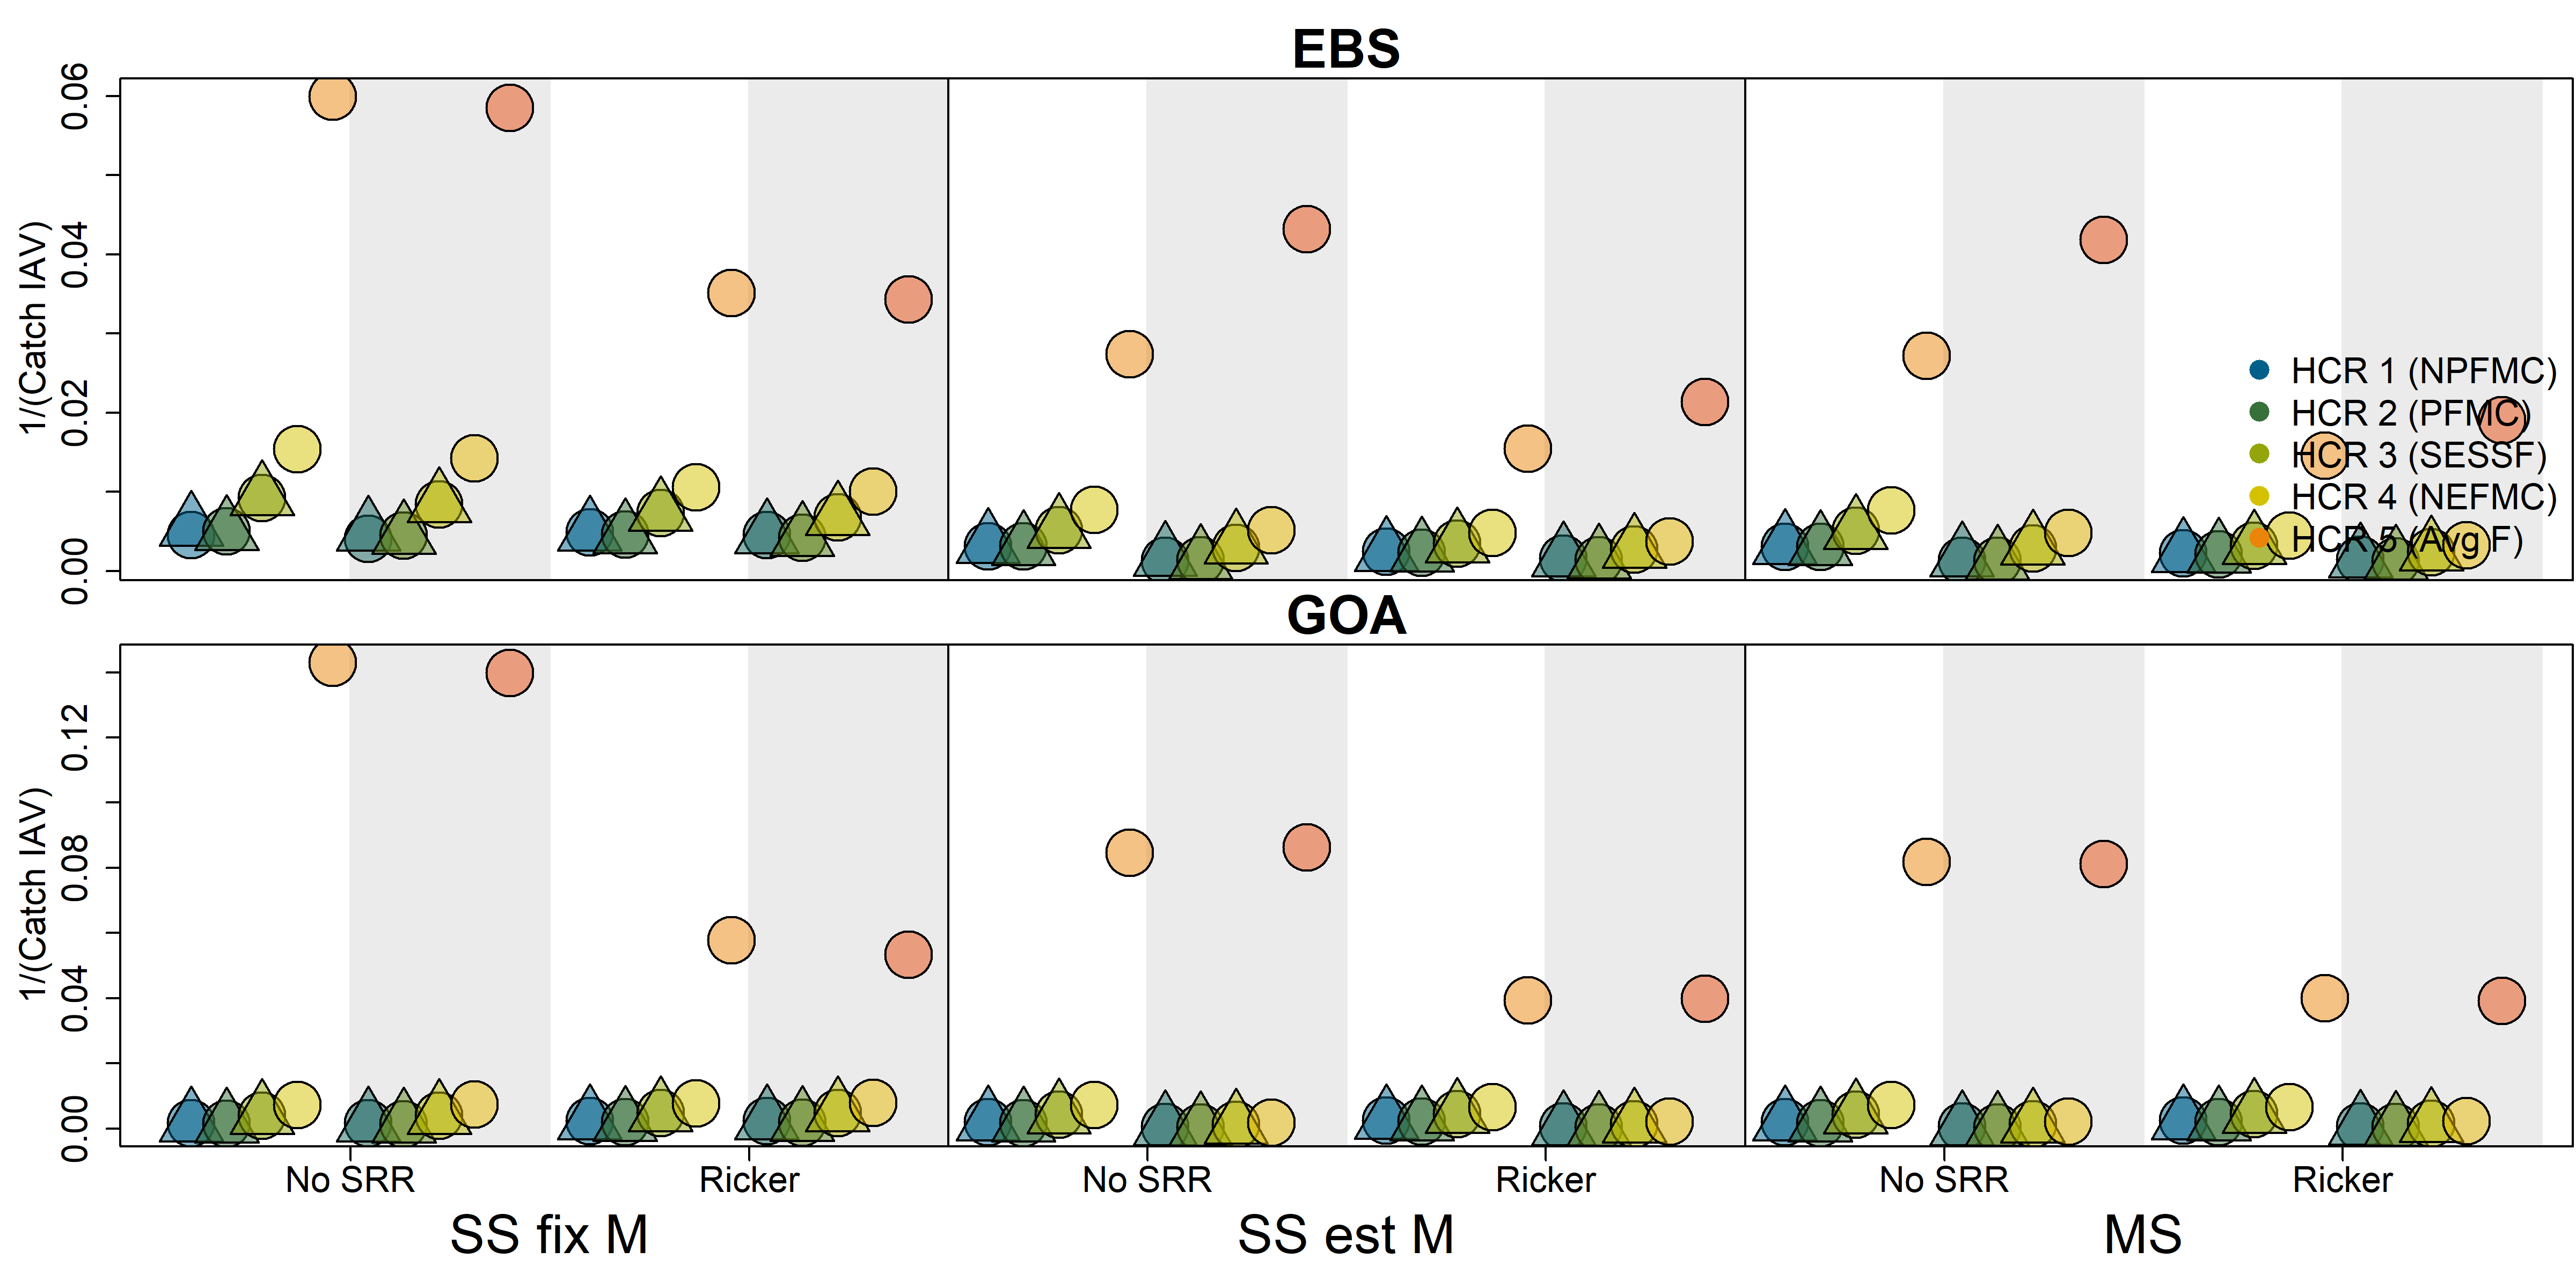 EBS
1/(Catch IAV)
0.06
0.04
0.02
0.00
HCR 1 (NPFMC)
HCR 2 (PFMC)
HCR 3 (SESSF)
HCR 4 (NEFMC)
HCR 5 (Avg F)
GOA
1/(Catch IAV)
0.12
0.08
0.04
0.00
No SRR Ricker No SRR Ricker No SRR Ricker
SS fix M SS est M MS